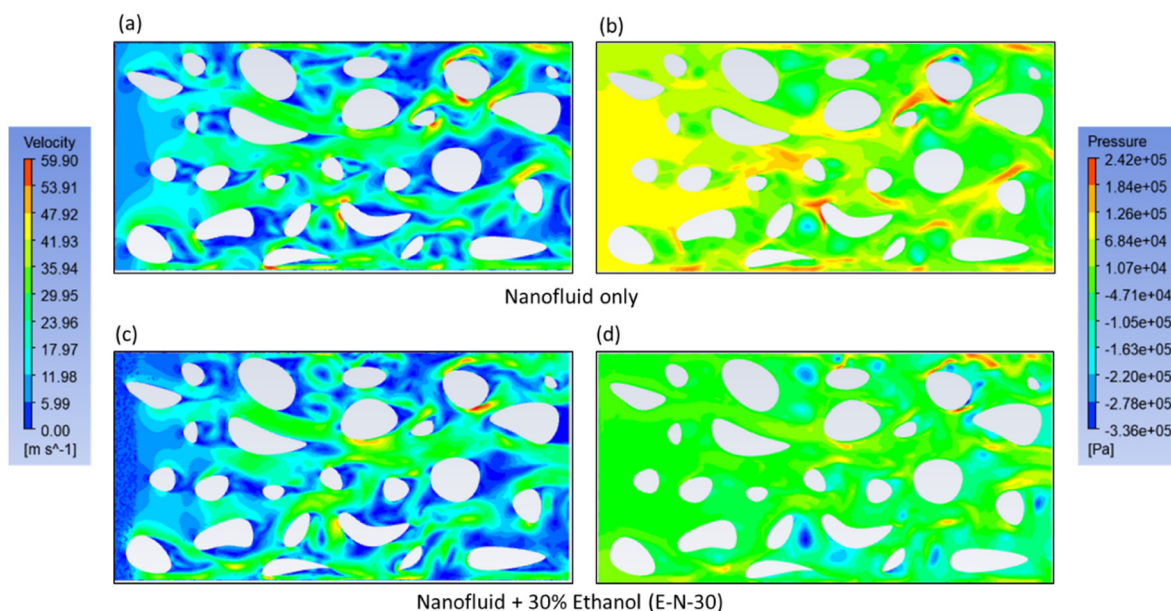 (a)
(b)
Velocity
59.90
53.91
47.92
41.93
35.94
29.95
23.96
17.97
11.98
5.99
0.00
[m s^-1]
Pressure
2.42e+05
1.84e+05
1.26e+05
6.84e+04
1.07e+04
-4.71e+04
-1.05e+05
-1.63e+05
-2.20e+05
-2.78e+05
-3.36e+05
[Pa]
Nanofluid only
(c)
(d)
Nanofluid + 30% Ethanol (E-N-30)